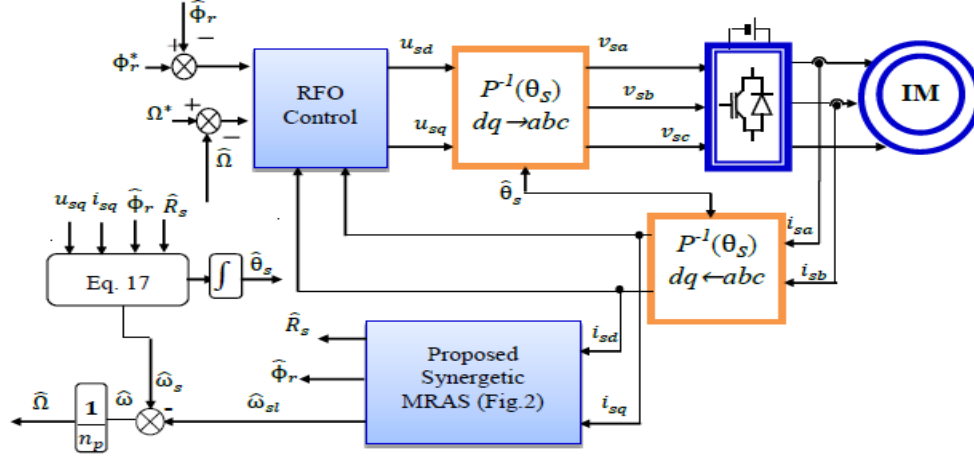 Φ̂r
−
Φr*
+
Ω*
−
Ω̂
RFO
Control
usd
usq
P⁻¹(θS)
dq→abc
vsa
vsb
vsc
IM
θ̂s
isa
isb
P⁻¹(θS)
dq←abc
usq isq Φ̂r R̂s
Eq. 17
∫
θ̂s
R̂s
Φ̂r
ω̂sl
Proposed
Synergetic
MRAS (Fig.2)
isd
isq
ω̂s
-
ω̂
1
np
Ω̂